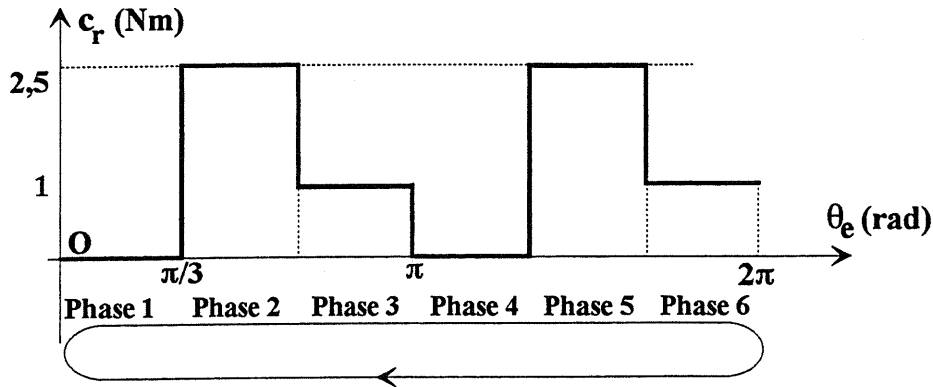 c_r (Nm)
2,5
1
O
θ_e (rad)
π/3 π 2π
Phase 1 Phase 2 Phase 3 Phase 4 Phase 5 Phase 6